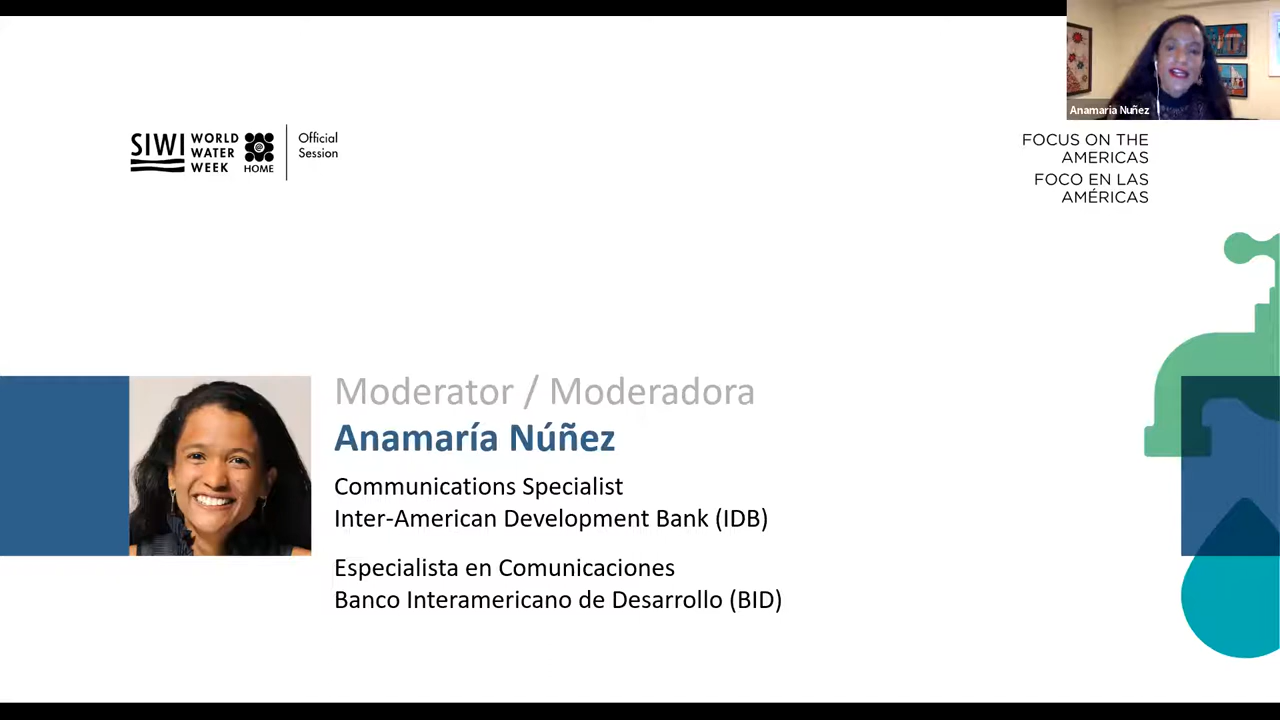 Anamaria Nuñez
SIWI
WORLD
WATER
WEEK
HOME
Official
Session
FOCUS ON THE
AMERICAS
FOCO EN LAS
AMÉRICAS
Moderator / Moderadora
Anamaría Núñez
Communications Specialist
Inter-American Development Bank (IDB)
Especialista en Comunicaciones
Banco Interamericano de Desarrollo (BID)